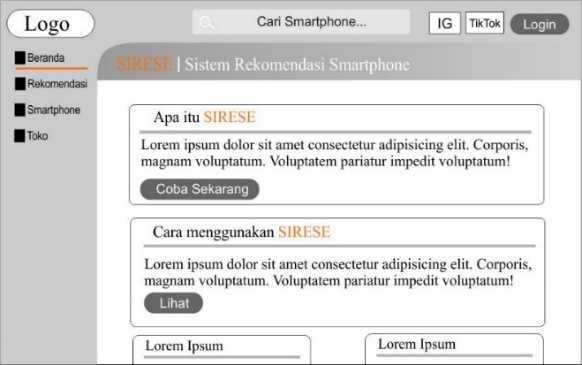 Logo
Cari Smartphone...
IG
TikTok
Login
Beranda
Rekomendasi
Smartphone
Toko
SIRESE | Sistem Rekomendasi Smartphone
Apa itu SIRESE
Lorem ipsum dolor sit amet consectetur adipisicing elit. Corporis,
magnam voluptatum. Voluptatem pariatur impedit voluptatum!
Coba Sekarang
Cara menggunakan SIRESE
Lorem ipsum dolor sit amet consectetur adipisicing elit. Corporis,
magnam voluptatum. Voluptatem pariatur impedit voluptatum!
Lihat
Lorem Ipsum
Lorem Ipsum